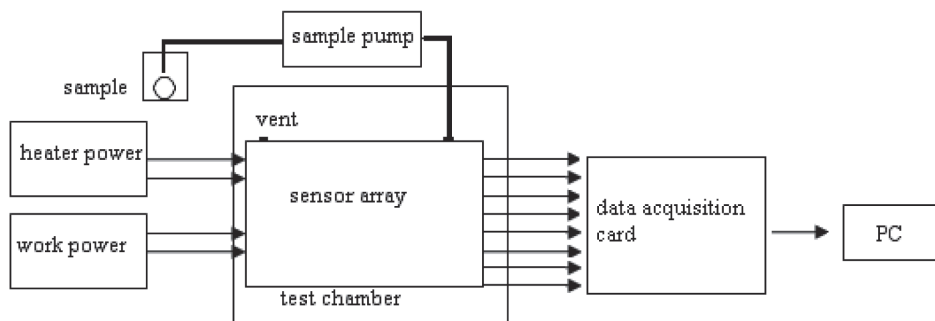 sample pump
sample
vent
heater power
sensor array
data acquisition
card
work power
PC
test chamber